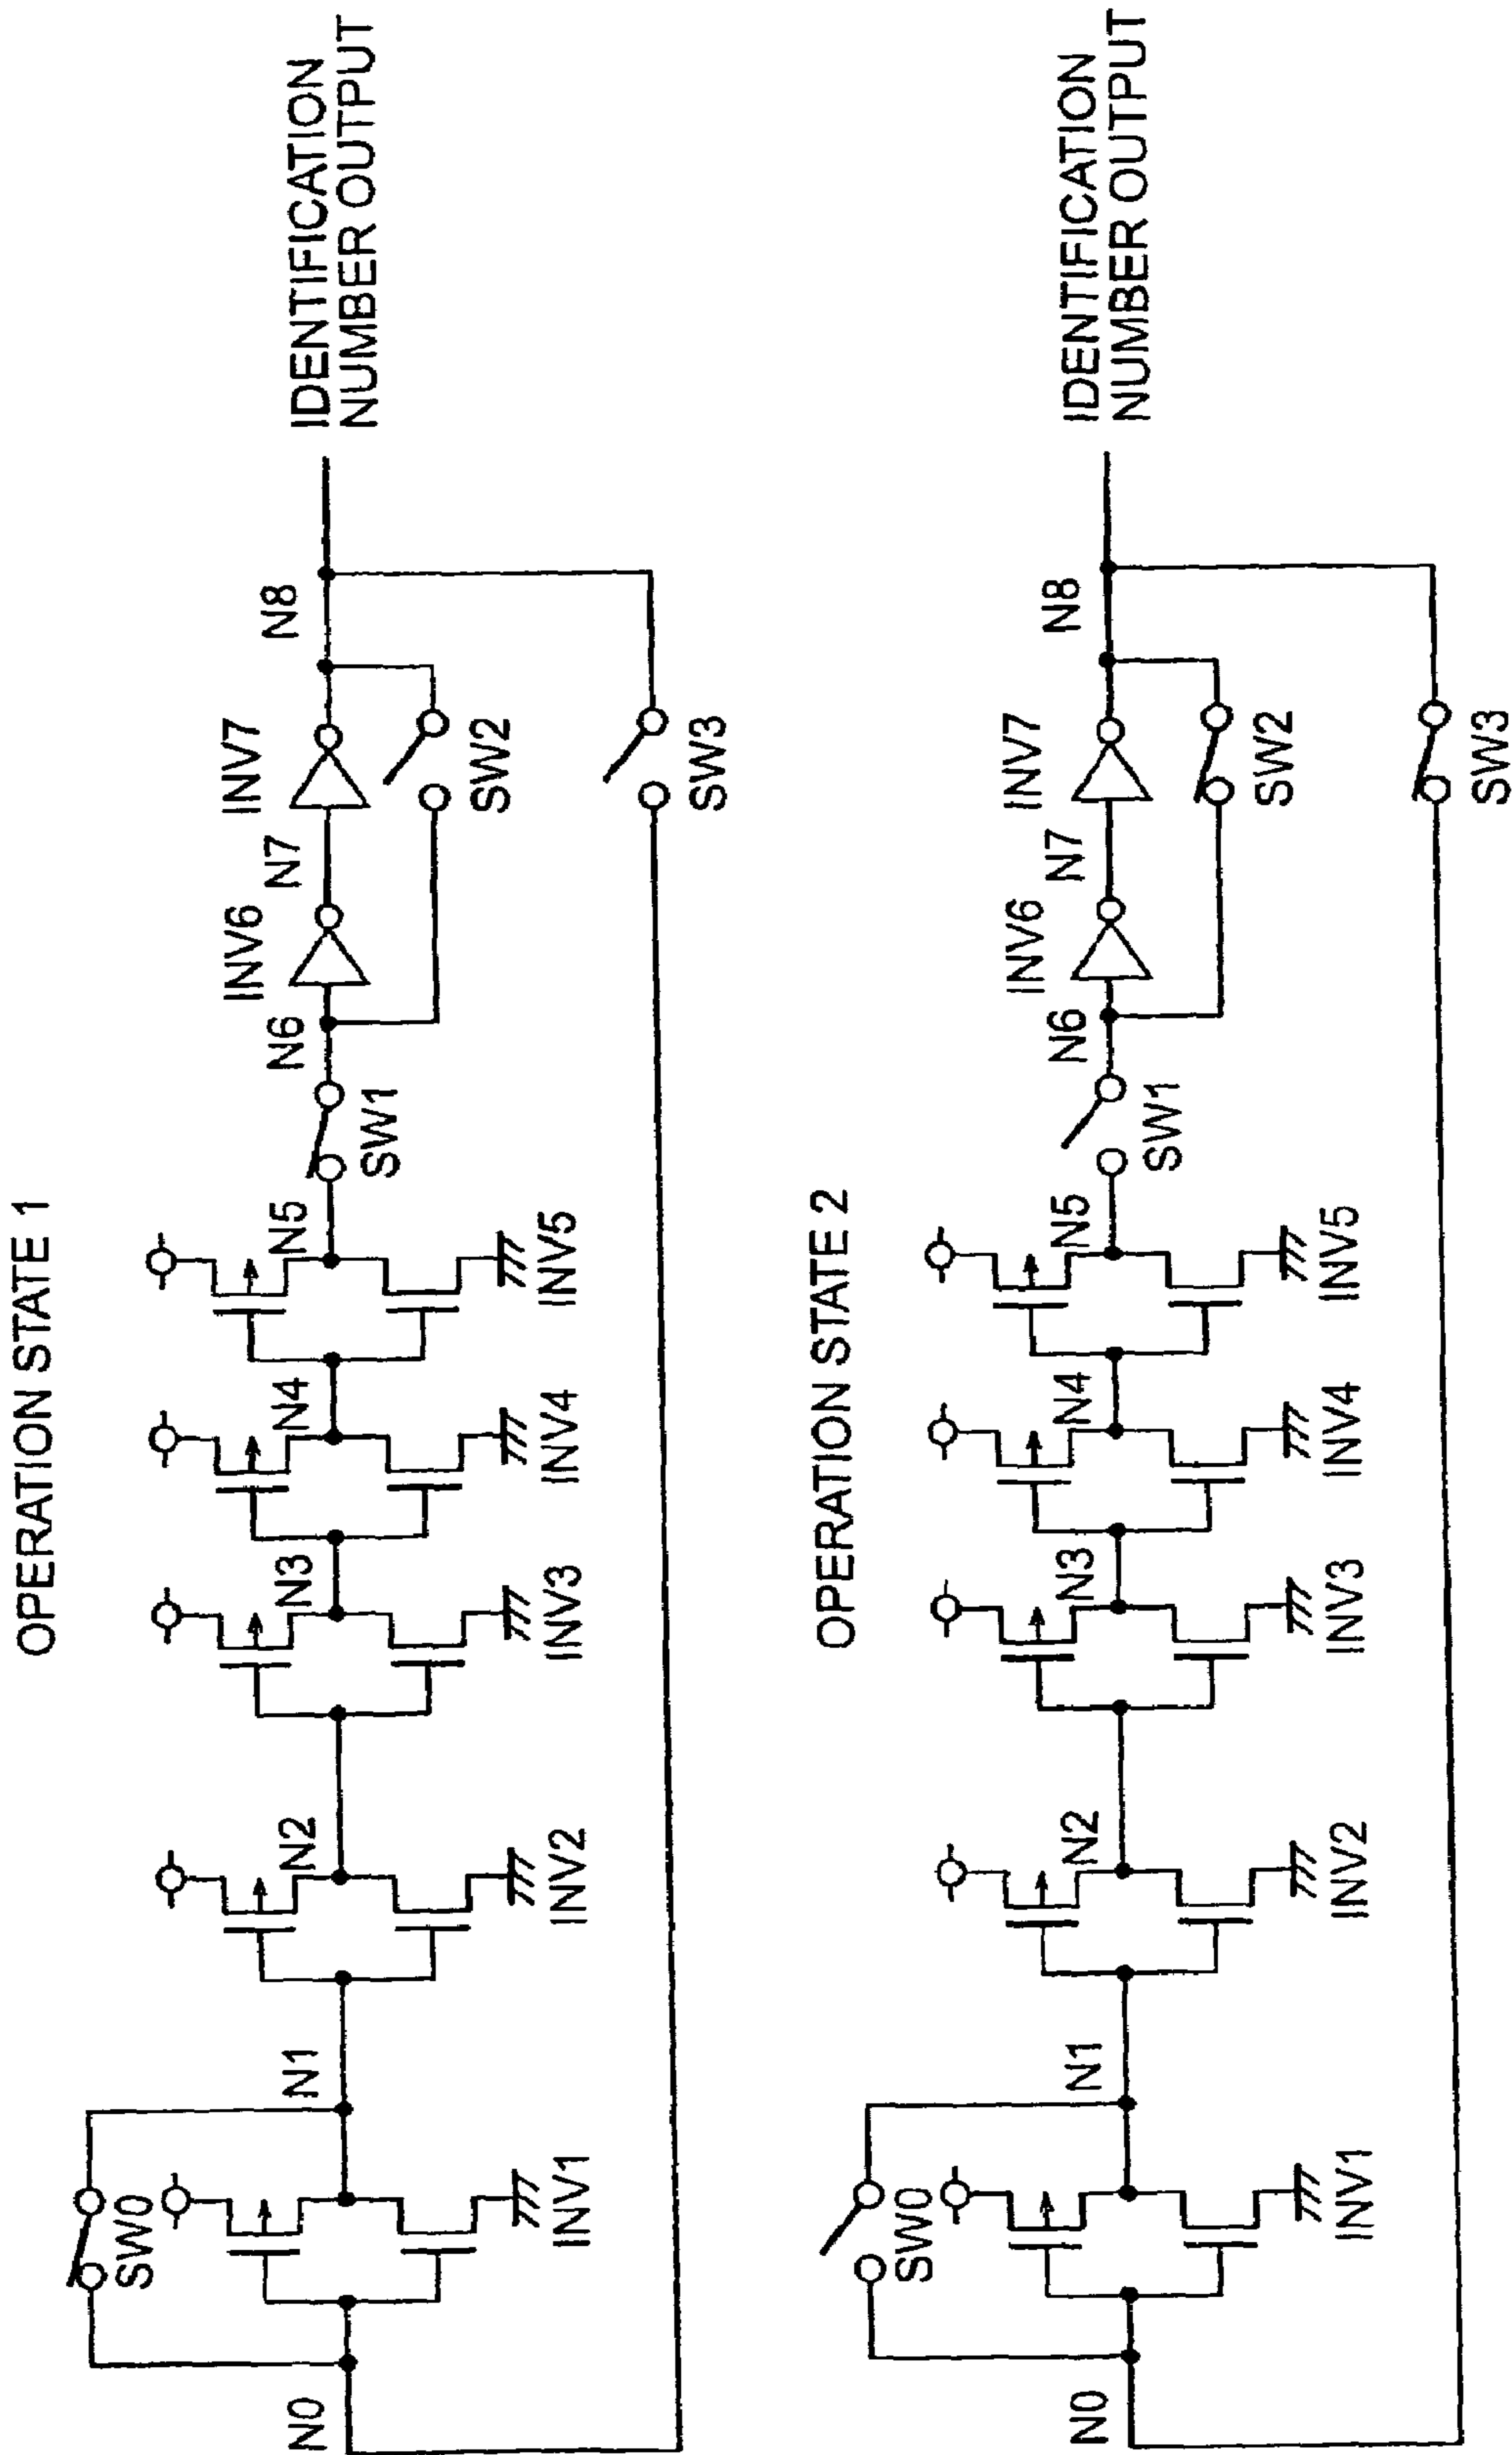 OPERATION STATE 1
SW0
N0
N1
N2
N3
N4
N5
SW1
N6
INV6
N7
INV7
N8
SW2
SW3
INV1
INV2
INV3
INV4
INV5
IDENTIFICATION
NUMBER OUTPUT
OPERATION STATE 2
SW0
N0
N1
N2
N3
N4
N5
SW1
N6
INV6
N7
INV7
N8
SW2
SW3
INV1
INV2
INV3
INV4
INV5
IDENTIFICATION
NUMBER OUTPUT